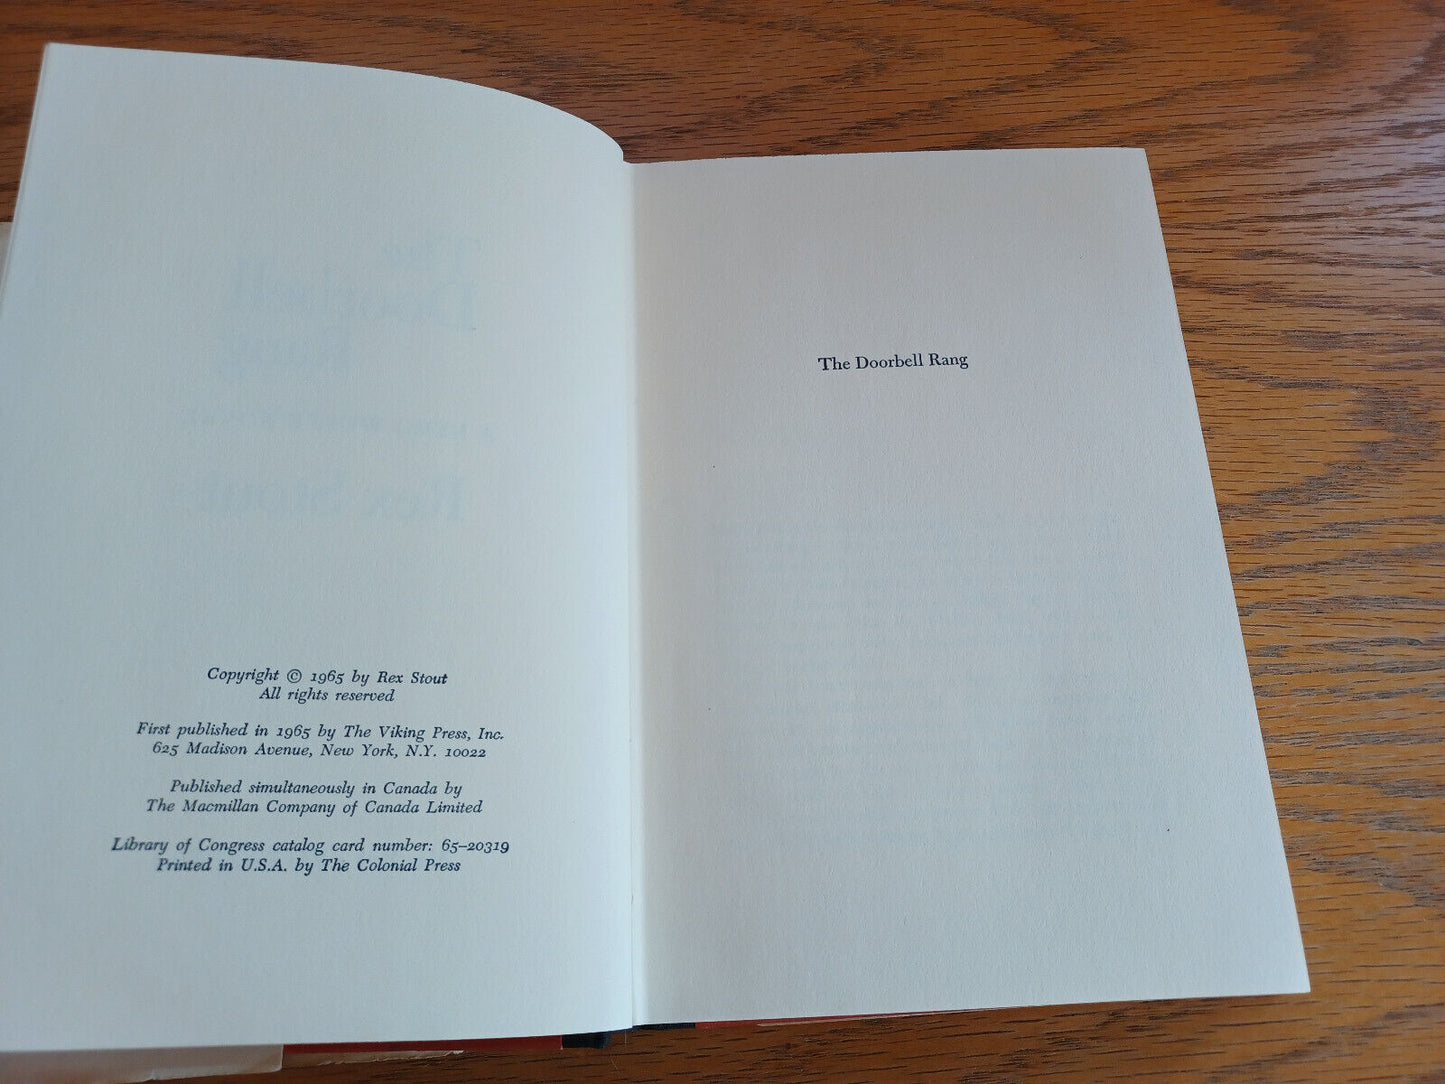 Copyright © 1965 by Rex Stout
All rights reserved
First published in 1965 by The Viking Press, Inc.
625 Madison Avenue, New York, N.Y. 10022
Published simultaneously in Canada by
The Macmillan Company of Canada Limited
Library of Congress catalog card number: 65–20319
Printed in U.S.A. by The Colonial Press
The Doorbell Rang